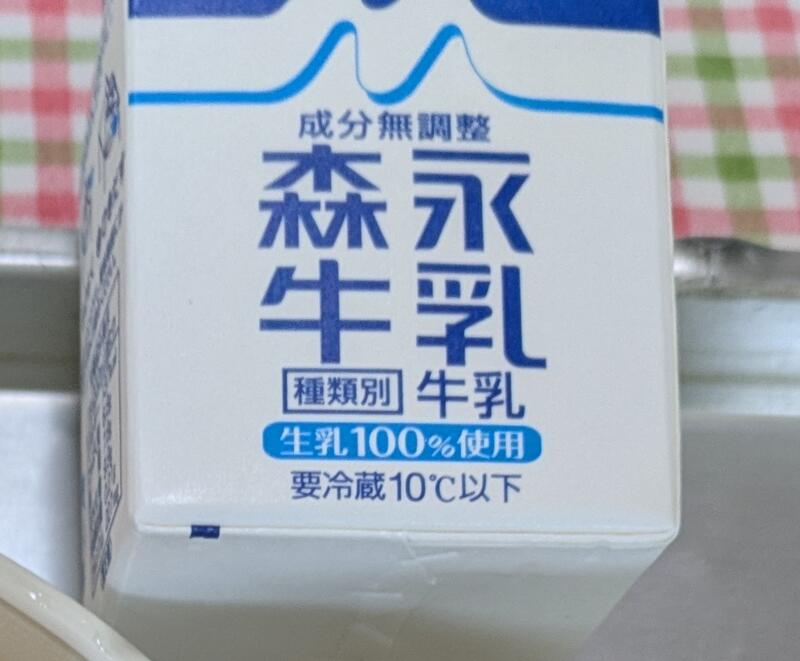 成分無調整
森永
牛乳
種類別 牛乳
生乳100%使用
要冷蔵10℃以下